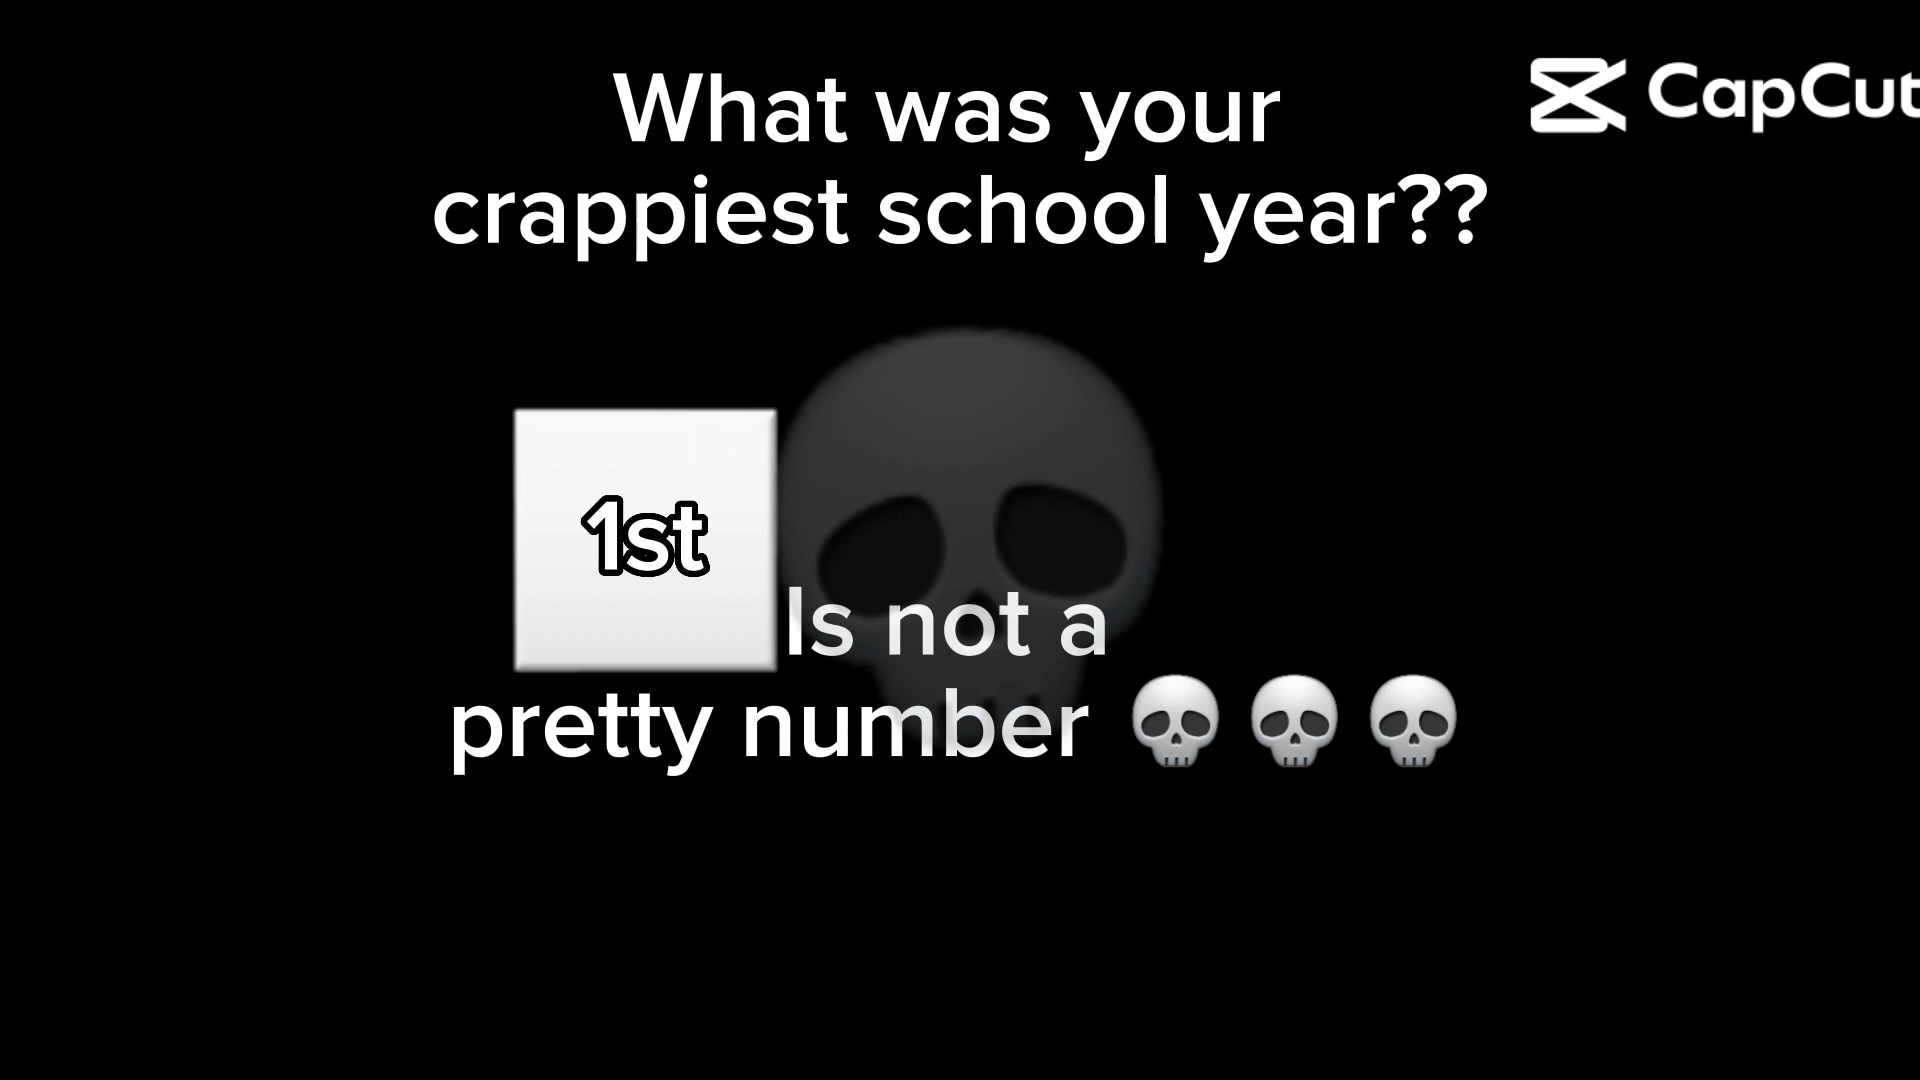 What was your
crappiest school year??
CapCut
1st
Is not a
pretty number 💀💀💀